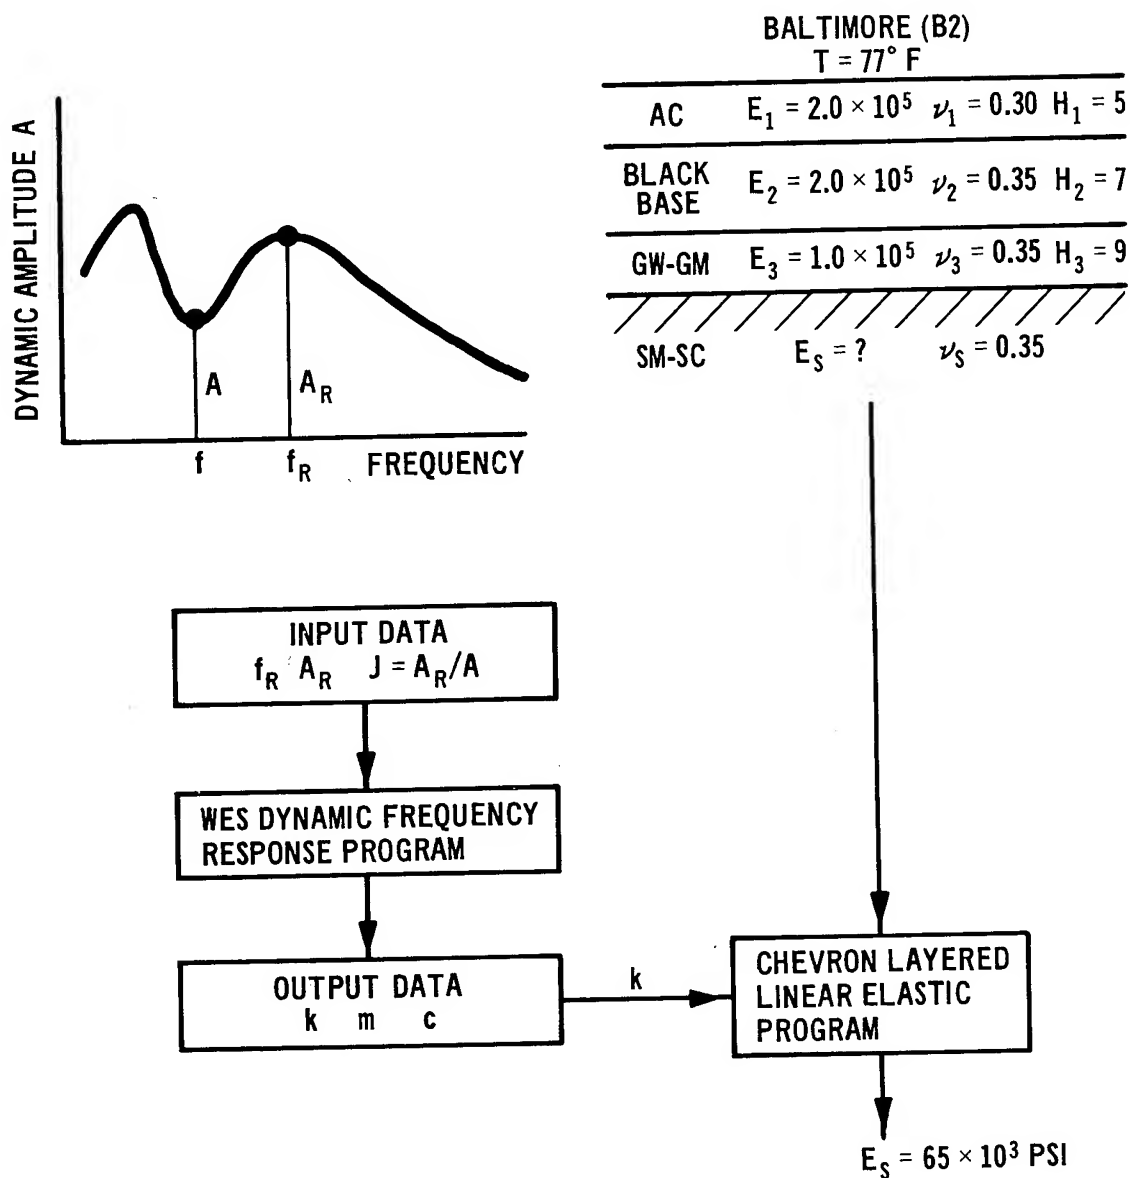 BALTIMORE (B2)
T = 77° F
AC E₁ = 2.0 × 10⁵ ν₁ = 0.30 H₁ = 5
BLACK BASE E₂ = 2.0 × 10⁵ ν₂ = 0.35 H₂ = 7
GW-GM E₃ = 1.0 × 10⁵ ν₃ = 0.35 H₃ = 9
SM-SC E_S = ? ν_S = 0.35
DYNAMIC AMPLITUDE A
A A_R
f f_R FREQUENCY
INPUT DATA
f_R A_R J = A_R/A
WES DYNAMIC FREQUENCY
RESPONSE PROGRAM
OUTPUT DATA
k m c
k
CHEVRON LAYERED
LINEAR ELASTIC
PROGRAM
E_S = 65 × 10³ PSI